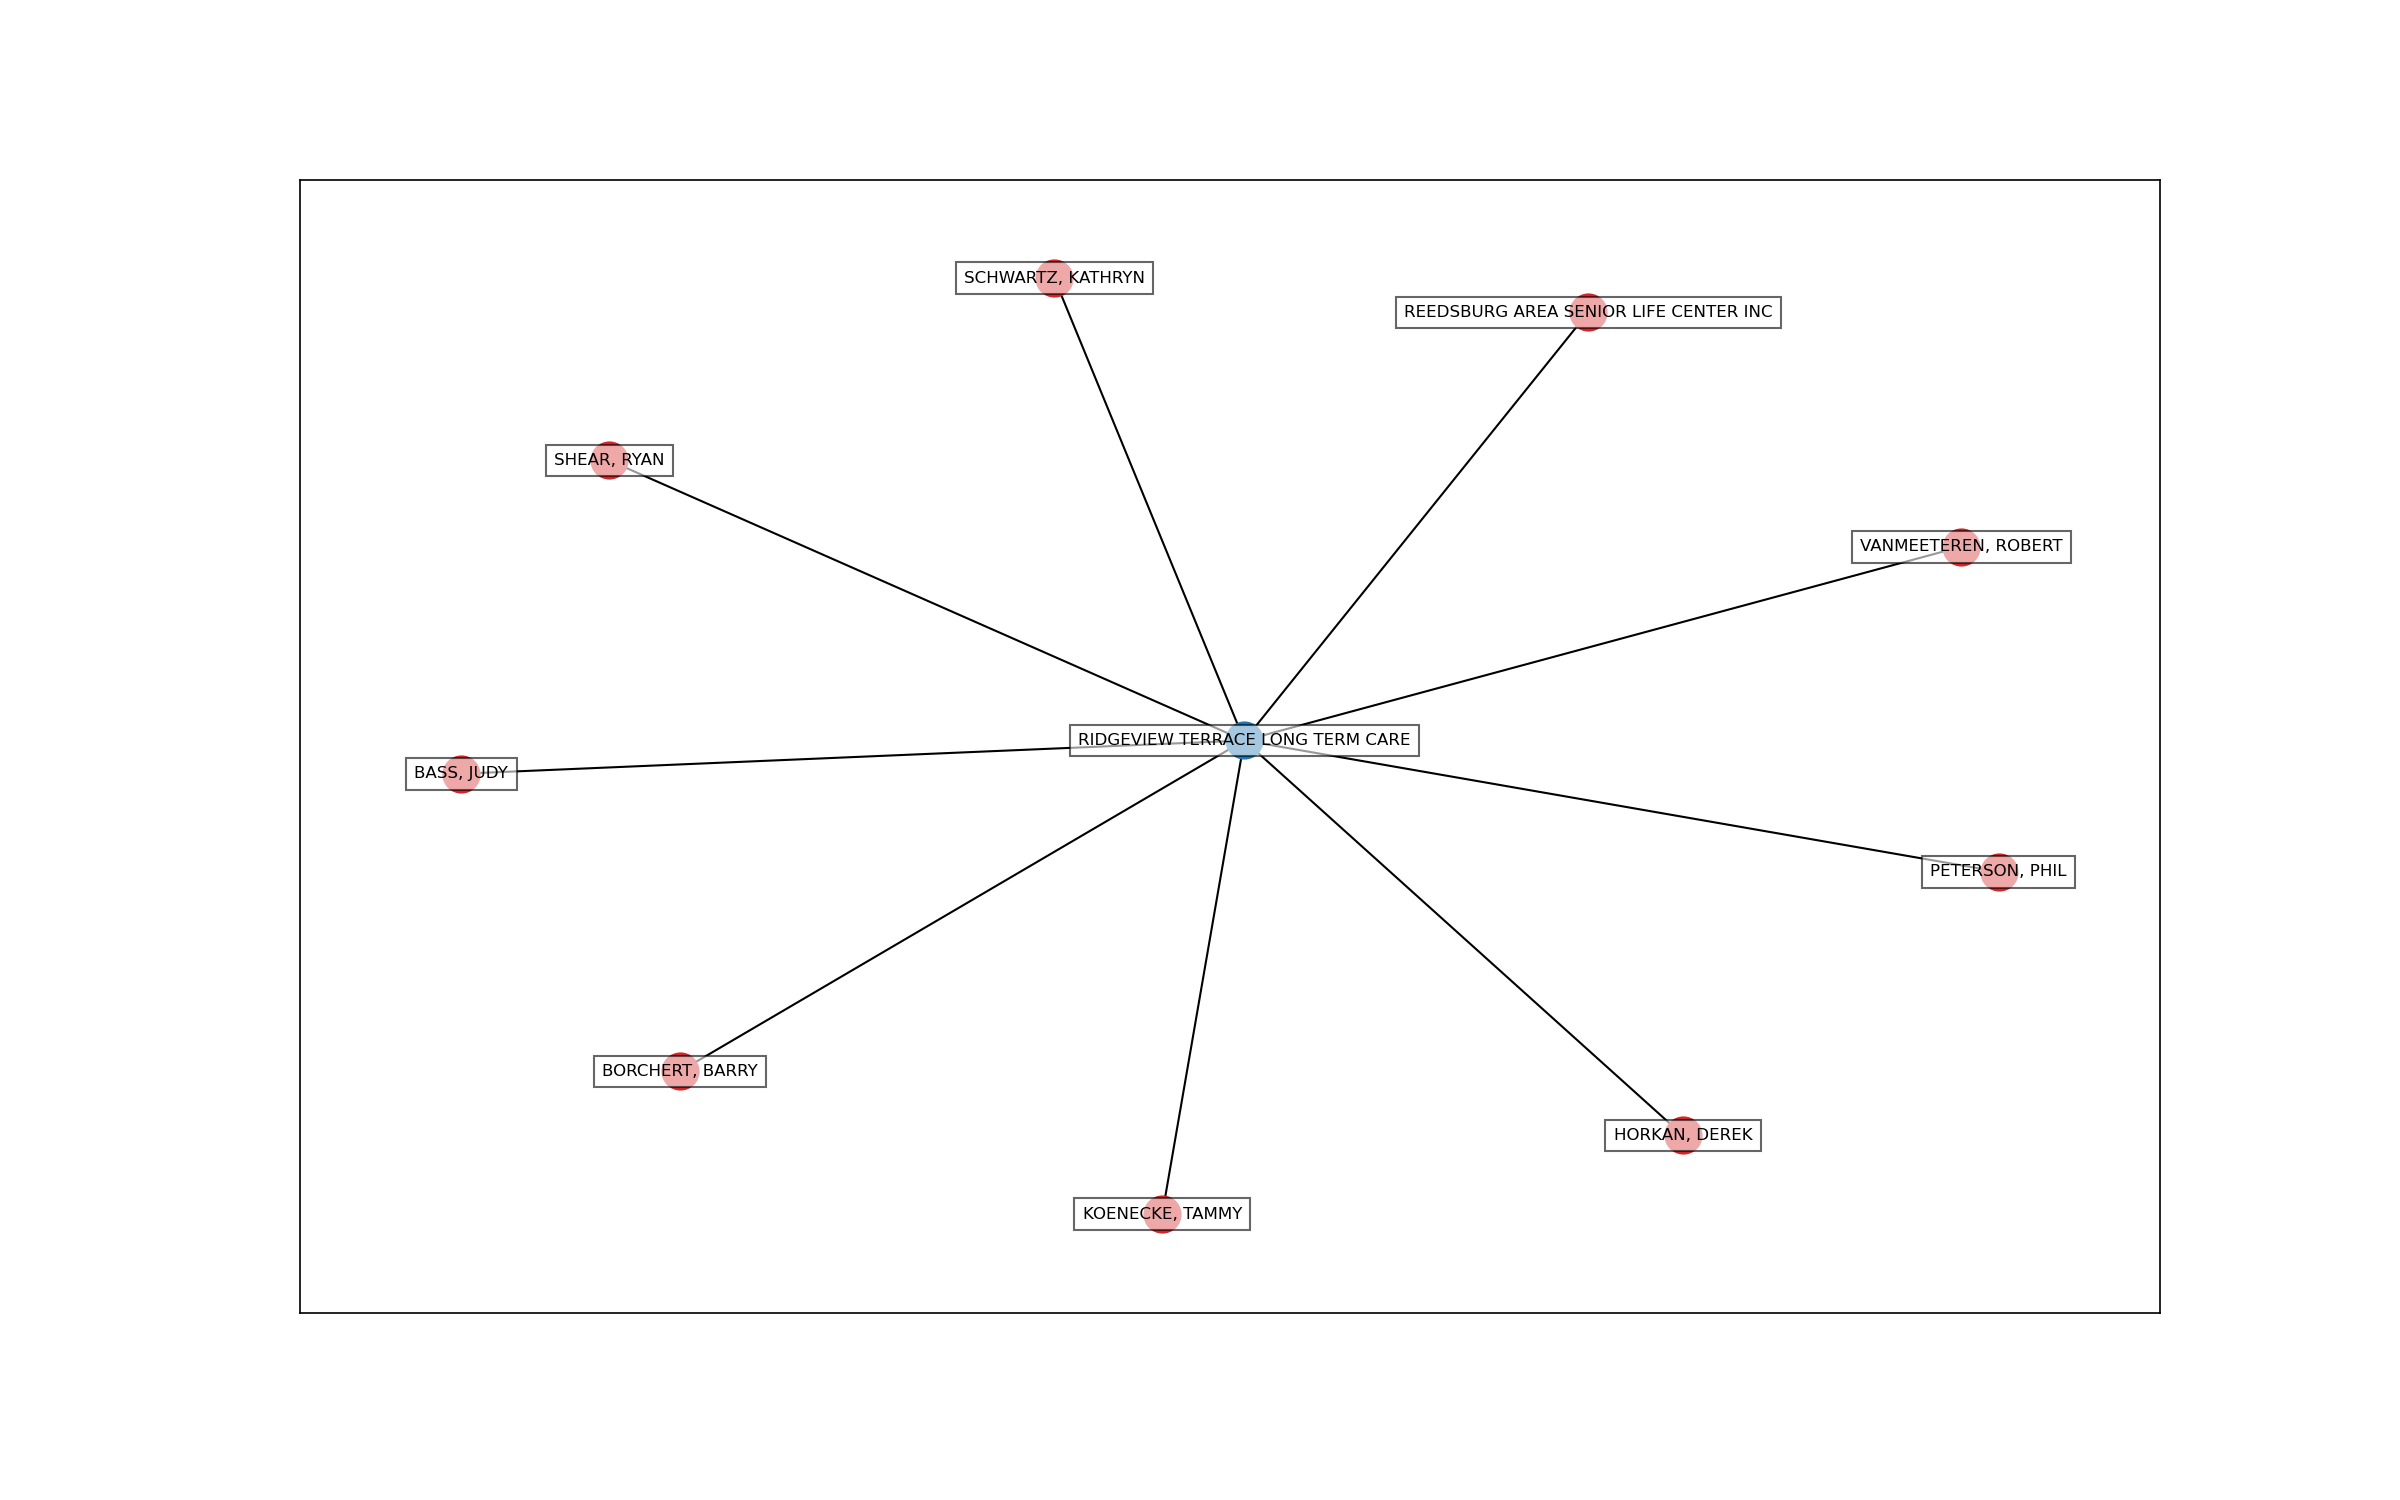 SCHWARTZ, KATHRYN
REEDSBURG AREA SENIOR LIFE CENTER INC
SHEAR, RYAN
VANMEETEREN, ROBERT
RIDGEVIEW TERRACE LONG TERM CARE
BASS, JUDY
PETERSON, PHIL
BORCHERT, BARRY
HORKAN, DEREK
KOENECKE, TAMMY